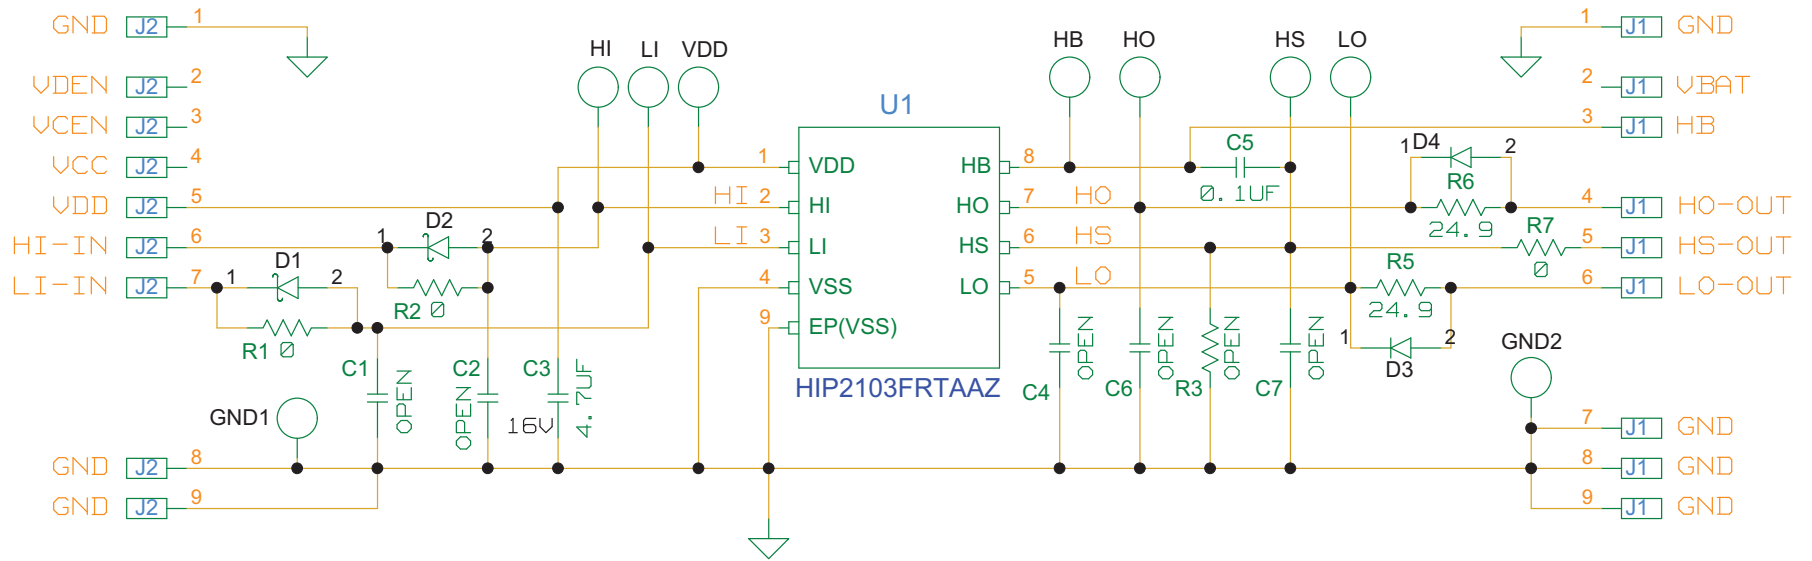 GND J2 1
VDEN J2 2
VCEN J2 3
VCC J2 4
VDD J2 5
HI-IN J2 6
LI-IN J2 7
GND J2 8
GND J2 9
1 D1 2
R1 0
1 D2 2
R2 0
C1 OPEN
C2 OPEN
C3 4.7UF
16V
GND1
HI LI VDD
HI
LI
U1
1 VDD
2 HI
3 LI
4 VSS
9 EP(VSS)
HB 8
HO 7
HS 6
LO 5
HIP2103FRTAAZ
HB HO HS LO
HO
HS
LO
C5
0.1UF
1 D4 2
R6
24.9
R7
0
R5
24.9
1 D3 2
C4 OPEN
C6 OPEN
R3 OPEN
C7 OPEN
GND2
1 J1 GND
2 J1 VBAT
3 J1 HB
4 J1 HO-OUT
5 J1 HS-OUT
6 J1 LO-OUT
7 J1 GND
8 J1 GND
9 J1 GND